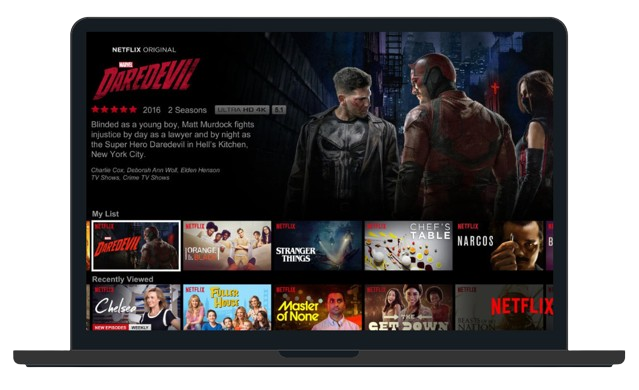 NETFLIX ORIGINAL
MARVEL
DAREDEVIL
2016 2 Seasons ULTRA HD 4K 5.1
Blinded as a young boy, Matt Murdock fights
injustice by day as a lawyer and by night as
the Super Hero Daredevil in Hell's Kitchen,
New York City.
Charlie Cox, Deborah Ann Woll, Elden Henson
TV Shows, Crime TV Shows
My List
NETFLIX NETFLIX NETFLIX NETFLIX NETFLIX
DAREDEVIL
ORANGE IS BLACK
STRANGER THINGS
CHEF'S TABLE
NARCOS
B
Recently Viewed
NETFLIX NETFLIX NETFLIX NETFLIX NETFLIX
Chelsea
NEW EPISODES WEEKLY
FULLER HOUSE
Master of None
THE GET DOWN
NATION
NETFLIX